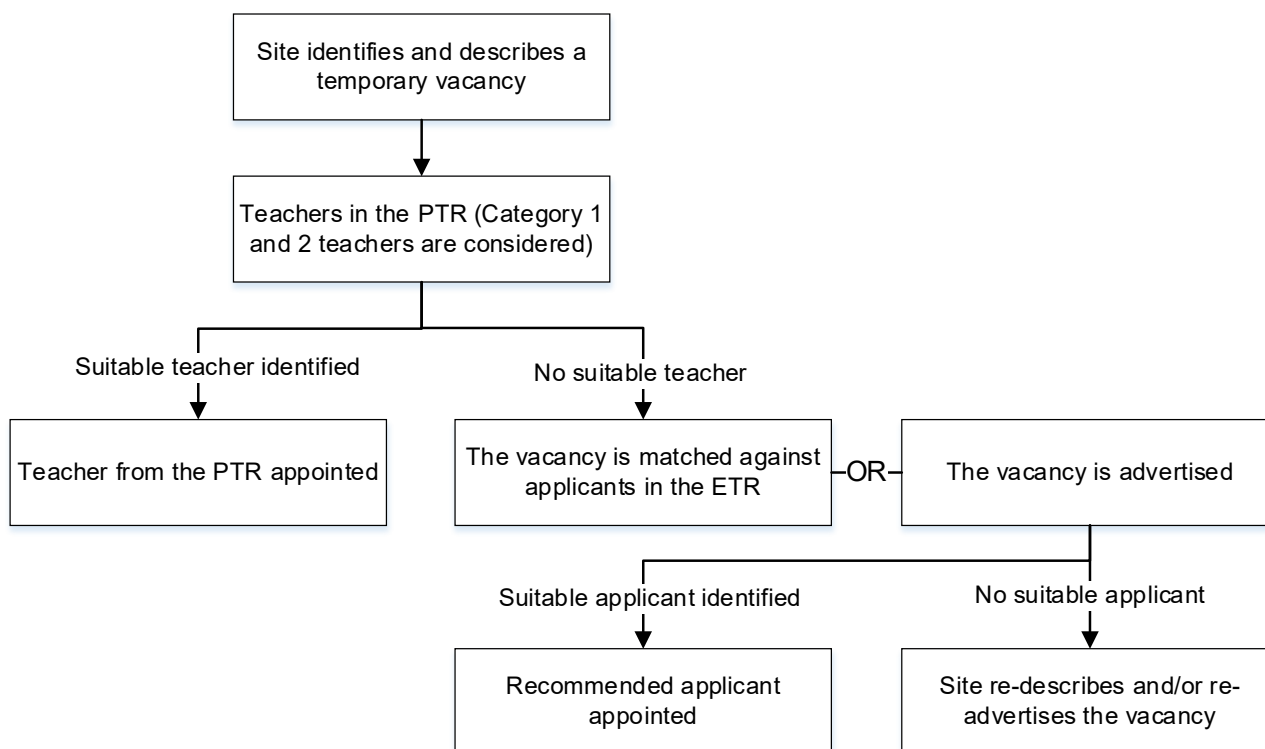 Site identifies and describes a
temporary vacancy
Teachers in the PTR (Category 1
and 2 teachers are considered)
Suitable teacher identified
No suitable teacher
Teacher from the PTR appointed
The vacancy is matched against
applicants in the ETR
OR
The vacancy is advertised
Suitable applicant identified
No suitable applicant
Recommended applicant
appointed
Site re-describes and/or re-
advertises the vacancy